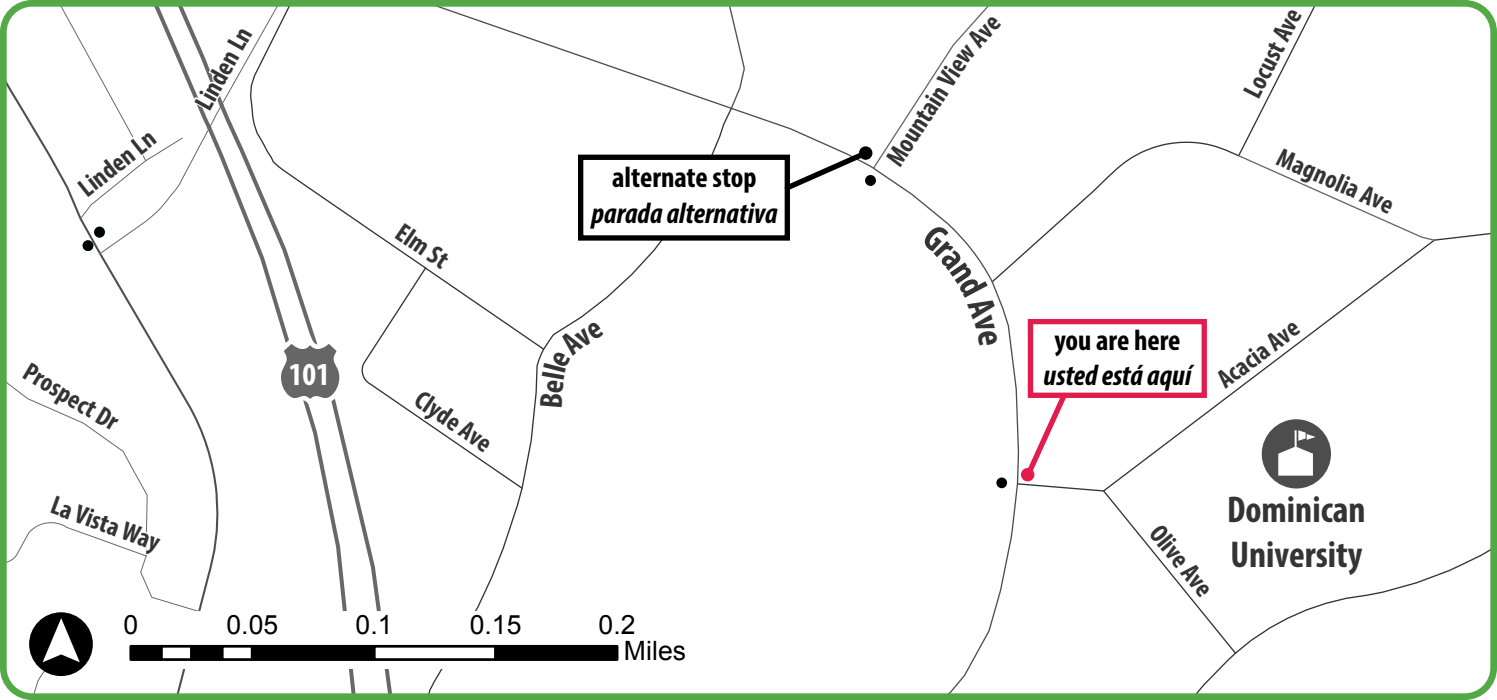 Linden Ln
Linden Ln
Mountain View Ave
Locust Ave
alternate stop
parada alternativa
Magnolia Ave
Elm St
Grand Ave
Belle Ave
you are here
usted está aquí
Acacia Ave
101
Prospect Dr
Clyde Ave
La Vista Way
Dominican
University
Olive Ave
0 0.05 0.1 0.15 0.2
Miles